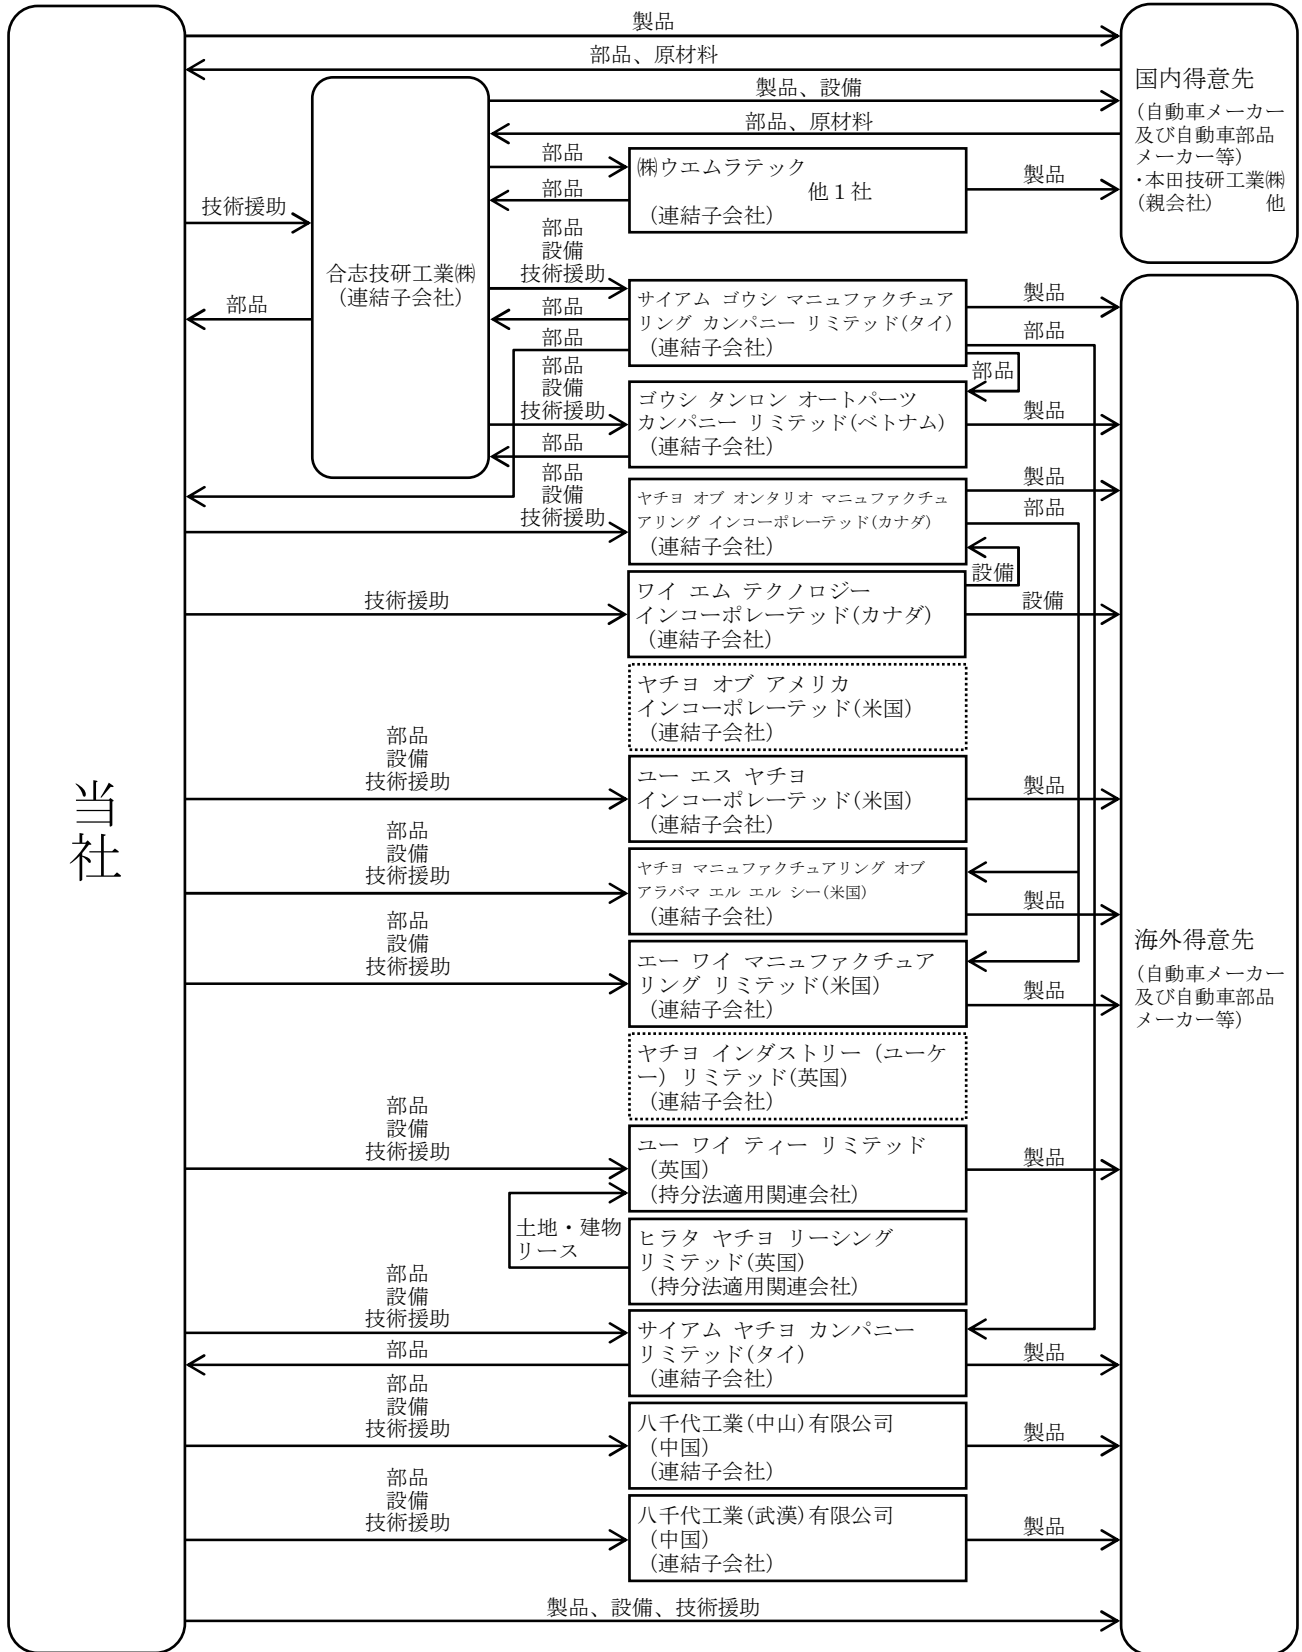 製品
部品、原材料
製品、設備
部品、原材料
国内得意先
(自動車メーカー
及び自動車部品
メーカー等)
・本田技研工業㈱
(親会社) 他
部品
部品
㈱ウエムラテック
他１社
(連結子会社)
製品
技術援助
部品
合志技研工業㈱
(連結子会社)
部品
設備
技術援助
部品
部品
サイアム ゴウシ マニュファクチュア
リング カンパニー リミテッド(タイ)
(連結子会社)
製品
部品
部品
部品
設備
技術援助
部品
ゴウシ タンロン オートパーツ
カンパニー リミテッド(ベトナム)
(連結子会社)
製品
部品
設備
技術援助
ヤチヨ オブ オンタリオ マニュファクチュ
アリング インコーポレーテッド(カナダ)
(連結子会社)
製品
部品
設備
技術援助
ワイ エム テクノロジー
インコーポレーテッド(カナダ)
(連結子会社)
設備
ヤチヨ オブ アメリカ
インコーポレーテッド(米国)
(連結子会社)
当
社
部品
設備
技術援助
ユー エス ヤチヨ
インコーポレーテッド(米国)
(連結子会社)
製品
部品
設備
技術援助
ヤチヨ マニュファクチュアリング オブ
アラバマ エル エル シー(米国)
(連結子会社)
製品
部品
設備
技術援助
エー ワイ マニュファクチュア
リング リミテッド(米国)
(連結子会社)
製品
海外得意先
(自動車メーカー
及び自動車部品
メーカー等)
ヤチヨ インダストリー (ユーケ
ー) リミテッド(英国)
(連結子会社)
部品
設備
技術援助
ユー ワイ ティー リミテッド
(英国)
(持分法適用関連会社)
製品
土地・建物
リース
ヒラタ ヤチヨ リーシング
リミテッド(英国)
(持分法適用関連会社)
部品
設備
技術援助
部品
サイアム ヤチヨ カンパニー
リミテッド(タイ)
(連結子会社)
製品
部品
設備
技術援助
八千代工業(中山)有限公司
(中国)
(連結子会社)
製品
部品
設備
技術援助
八千代工業(武漢)有限公司
(中国)
(連結子会社)
製品
製品、設備、技術援助